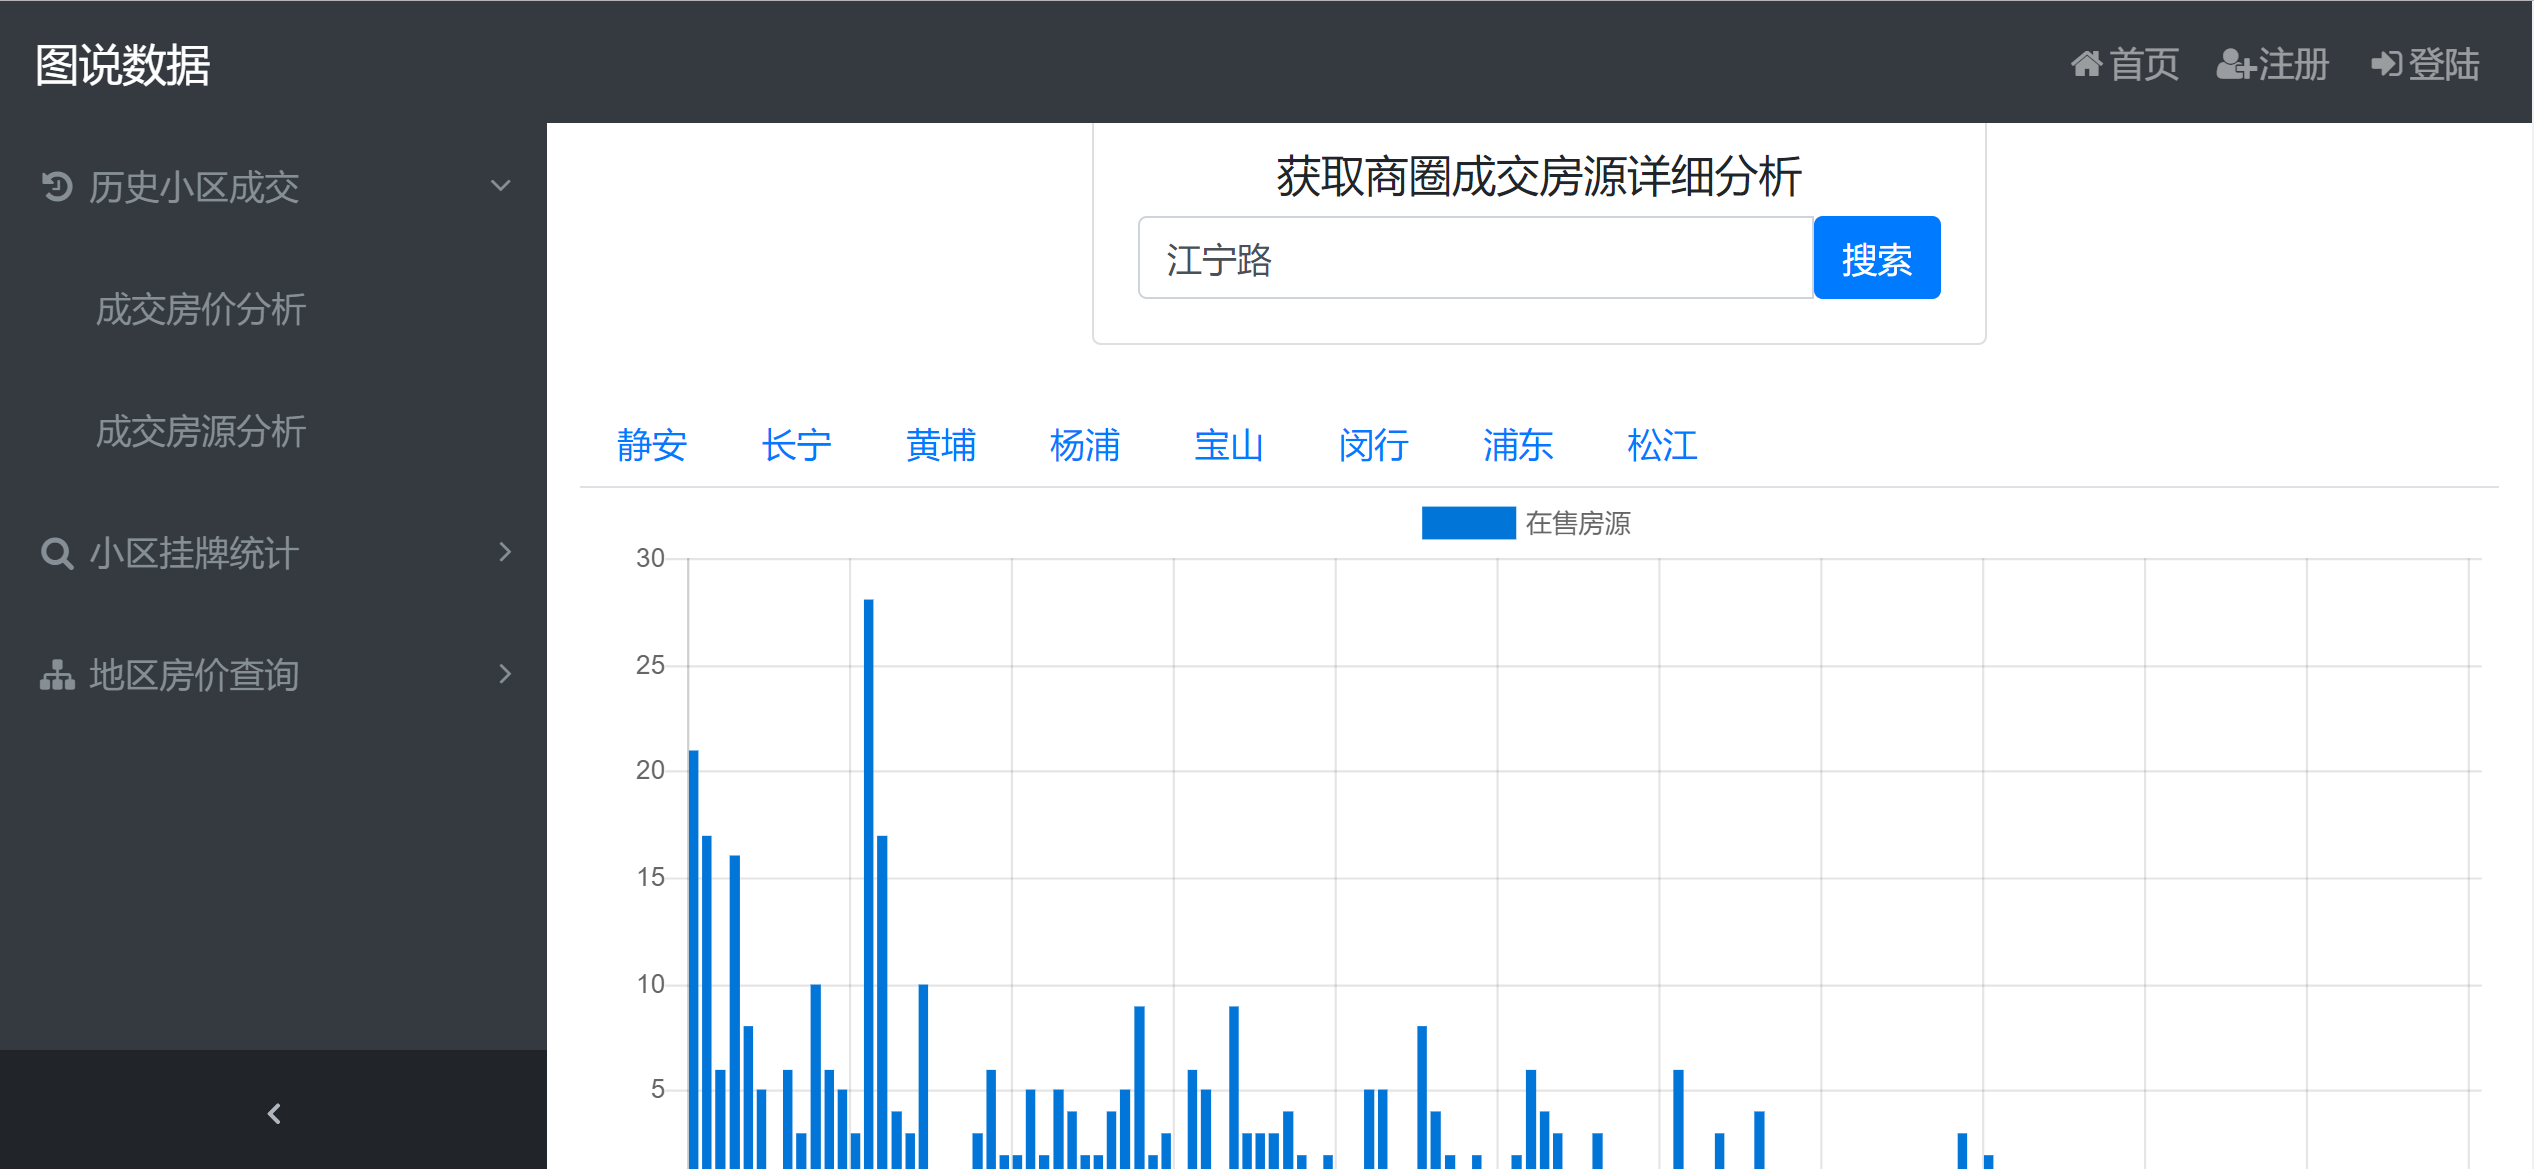 图说数据
首页 注册 登陆
历史小区成交
成交房价分析
成交房源分析
小区挂牌统计
地区房价查询
获取商圈成交房源详细分析
江宁路 搜索
静安 长宁 黄埔 杨浦 宝山 闵行 浦东 松江
在售房源
30
25
20
15
10
5